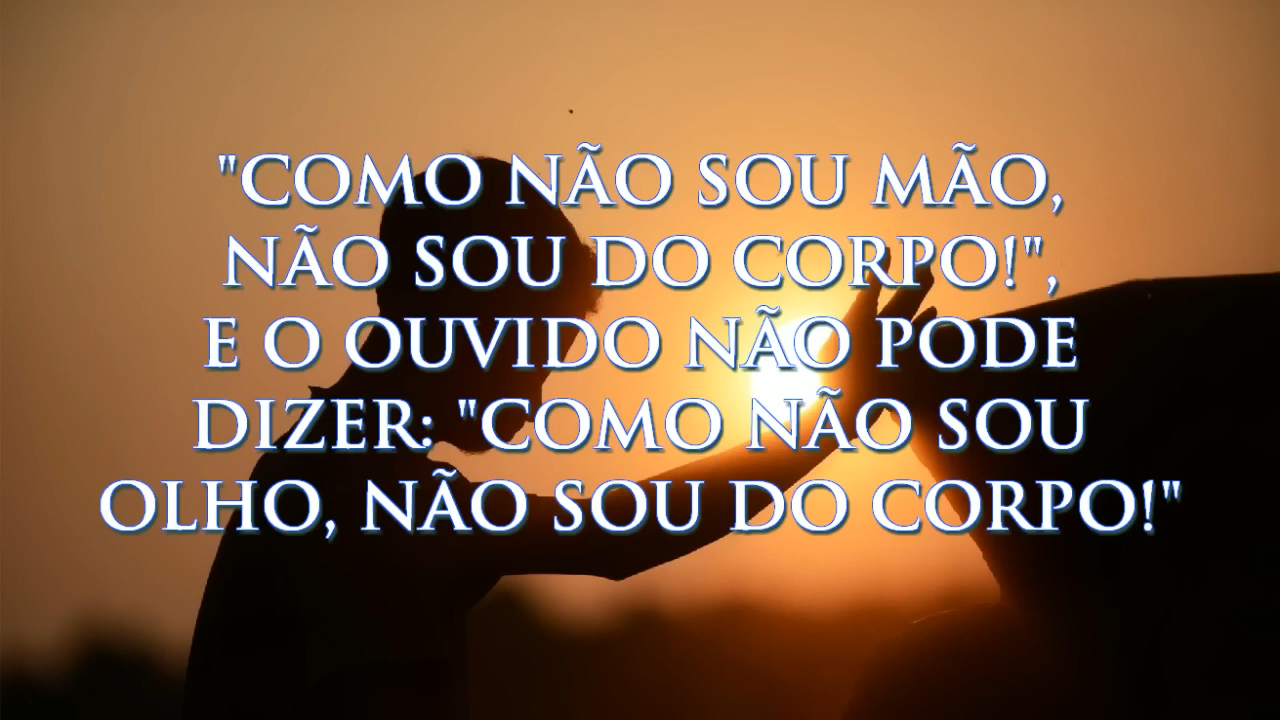 "COMO NÃO SOU MÃO,
NÃO SOU DO CORPO!",
E O OUVIDO NÃO PODE
DIZER: "COMO NÃO SOU
OLHO, NÃO SOU DO CORPO!"